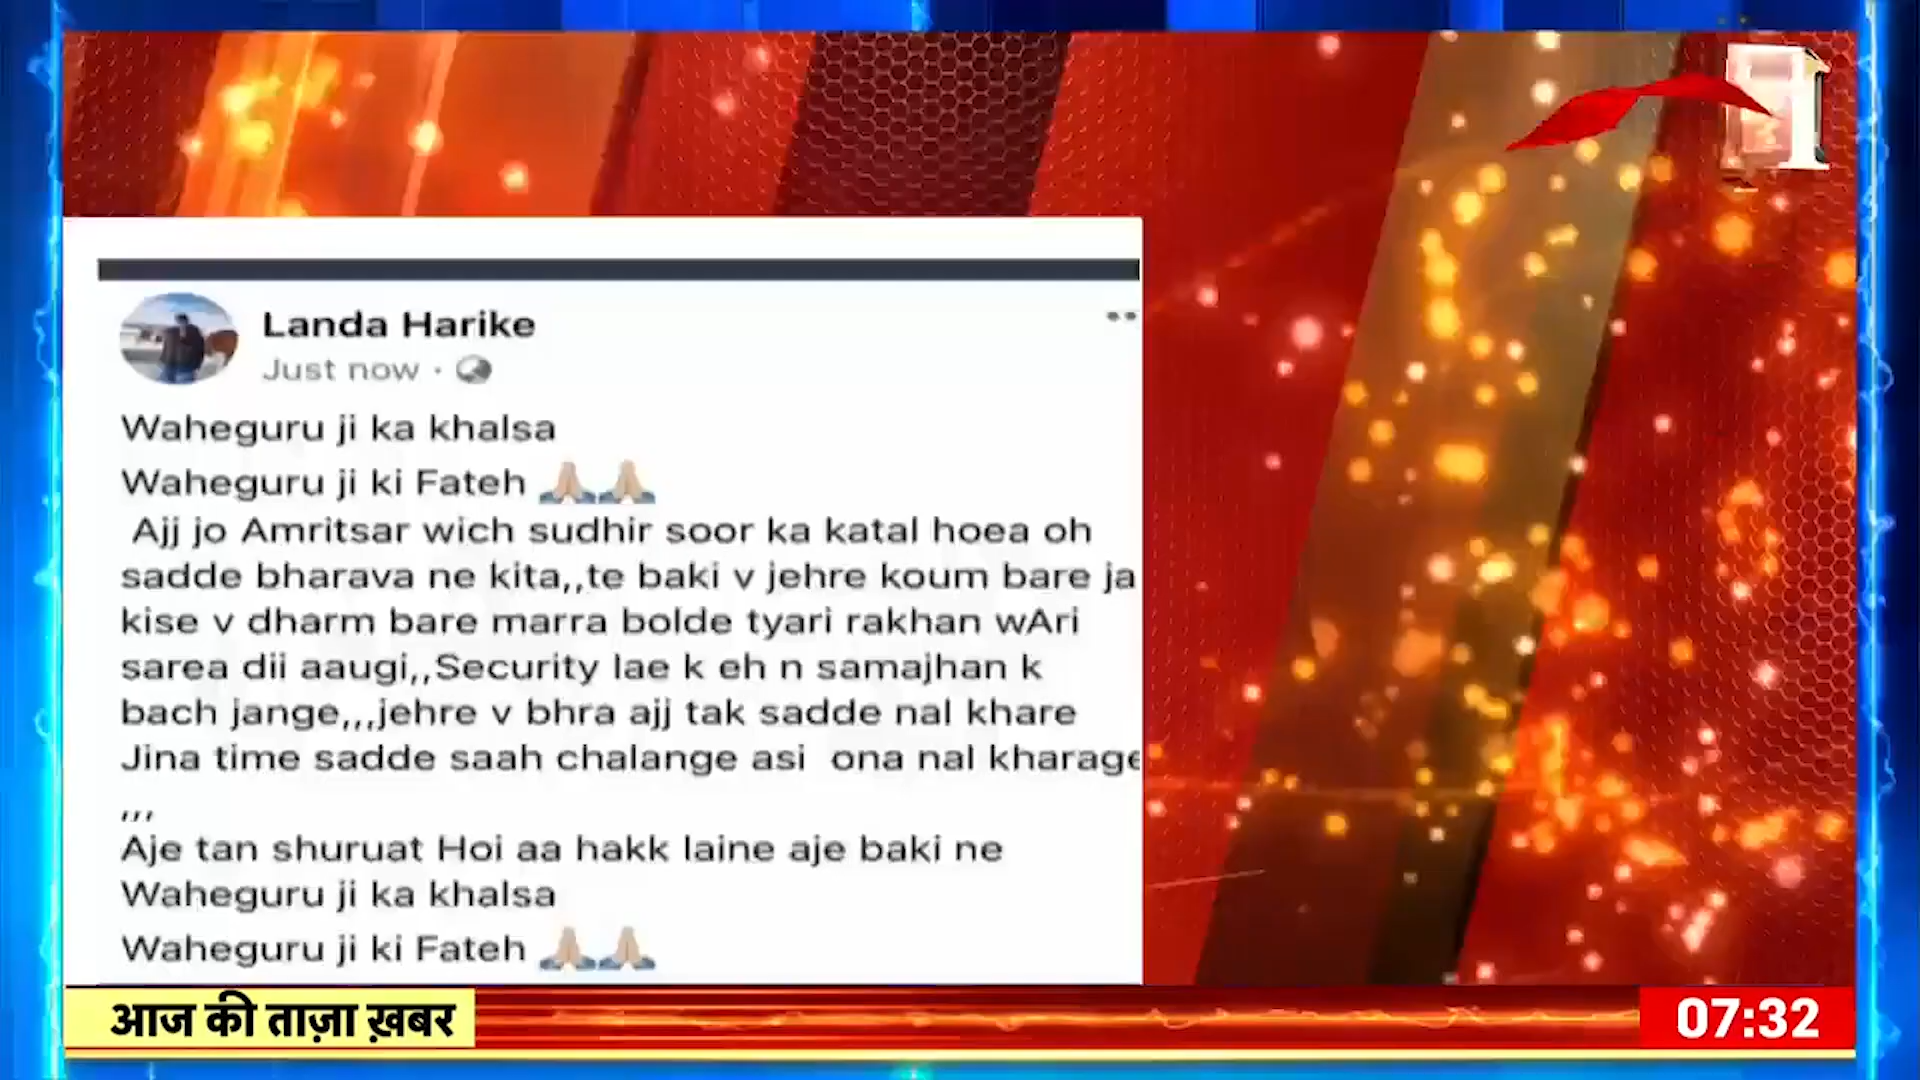 Landa Harike
Just now
Waheguru ji ka khalsa
Waheguru ji ki Fateh 🙏🏼🙏🏼
Ajj jo Amritsar wich sudhir soor ka katal hoea oh
sadde bharava ne kita,,te baki v jehre koum bare ja
kise v dharm bare marra bolde tyari rakhan wAri
sarea dii aaugi,,Security lae k eh n samajhan k
bach jange,,,jehre v bhra ajj tak sadde nal khare
Jina time sadde saah chalange asi ona nal kharage
,,,
Aje tan shuruat Hoi aa hakk laine aje baki ne
Waheguru ji ka khalsa
Waheguru ji ki Fateh 🙏🏼🙏🏼
आज की ताज़ा ख़बर
07:32